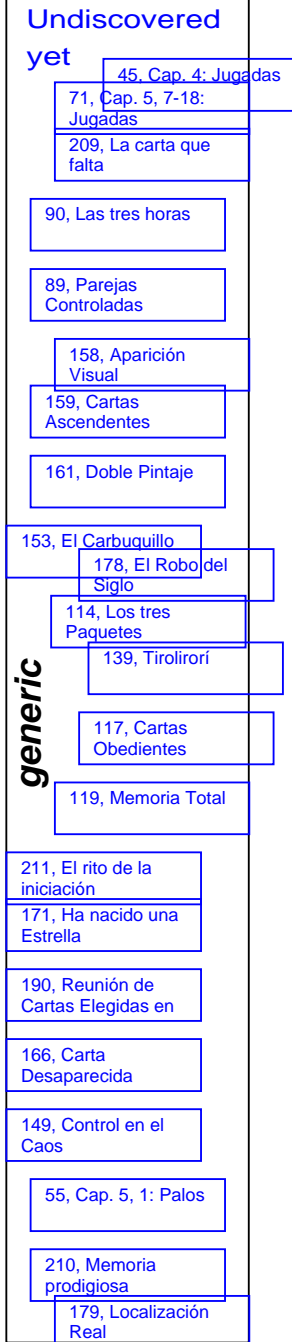 Undiscovered
yet
45, Cap. 4: Jugadas
71, Cap. 5, 7-18:
Jugadas
209, La carta que
falta
90, Las tres horas
89, Parejas
Controladas
158, Aparición
Visual
159, Cartas
Ascendentes
161, Doble Pintaje
153, El Carbuquillo
178, El Robo del
Siglo
114, Los tres
Paquetes
139, Tirolirorí
generic
117, Cartas
Obedientes
119, Memoria Total
211, El rito de la
iniciación
171, Ha nacido una
Estrella
190, Reunión de
Cartas Elegidas en
166, Carta
Desaparecida
149, Control en el
Caos
55, Cap. 5, 1: Palos
210, Memoria
prodigiosa
179, Localización
Real